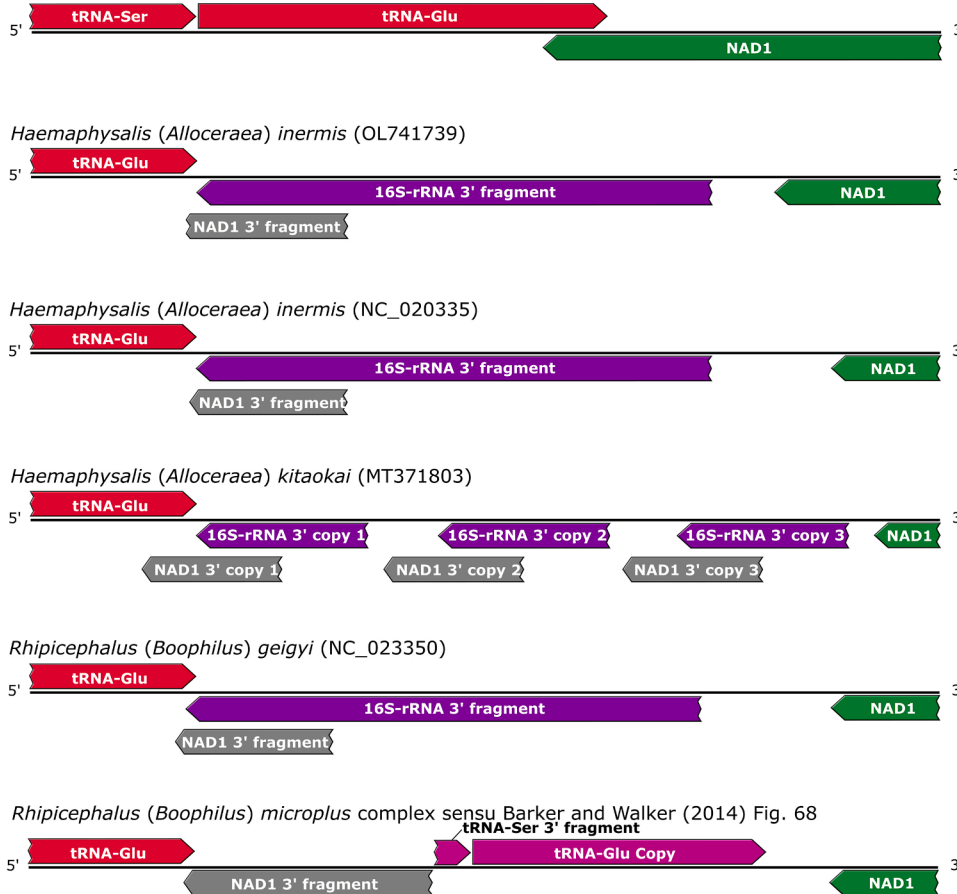 tRNA-Ser tRNA-Glu
5' 3'
NAD1
Haemaphysalis (Alloceraea) inermis (OL741739)
tRNA-Glu
5' 3'
16S-rRNA 3' fragment NAD1
NAD1 3' fragment
Haemaphysalis (Alloceraea) inermis (NC_020335)
tRNA-Glu
5' 3'
16S-rRNA 3' fragment NAD1
NAD1 3' fragment
Haemaphysalis (Alloceraea) kitaokai (MT371803)
tRNA-Glu
5' 3'
16S-rRNA 3' copy 1 16S-rRNA 3' copy 2 16S-rRNA 3' copy 3 NAD1
NAD1 3' copy 1 NAD1 3' copy 2 NAD1 3' copy 3
Rhipicephalus (Boophilus) geigyi (NC_023350)
tRNA-Glu
5' 3'
16S-rRNA 3' fragment NAD1
NAD1 3' fragment
Rhipicephalus (Boophilus) microplus complex sensu Barker and Walker (2014) Fig. 68
tRNA-Ser 3' fragment
tRNA-Glu tRNA-Glu Copy
5' 3'
NAD1 3' fragment NAD1